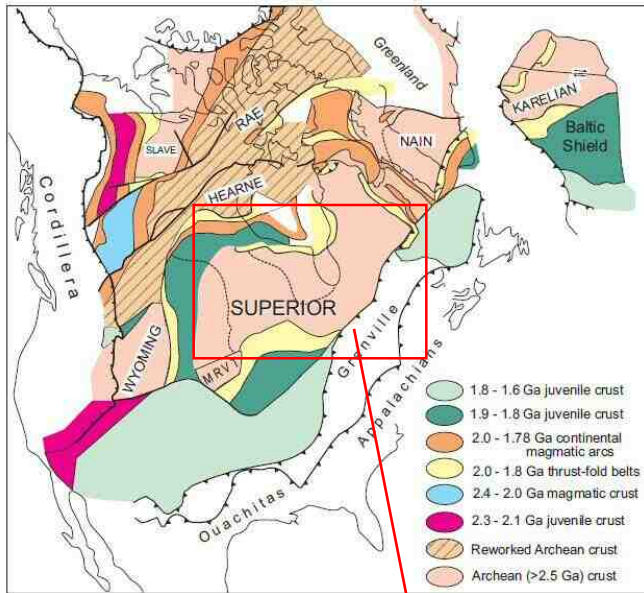 Greenland
KARELIAN
Baltic
Shield
RAE
SLAVE
NAIN
HEARNE
Cordillera
SUPERIOR
Grenville
WYOMING
MRVT
Appalachians
Ouachitas
1.8 - 1.6 Ga juvenile crust
1.9 - 1.8 Ga juvenile crust
2.0 - 1.78 Ga continental
magmatic arcs
2.0 - 1.8 Ga thrust-fold belts
2.4 - 2.0 Ga magmatic crust
2.3 - 2.1 Ga juvenile crust
Reworked Archean crust
Archean (>2.5 Ga) crust